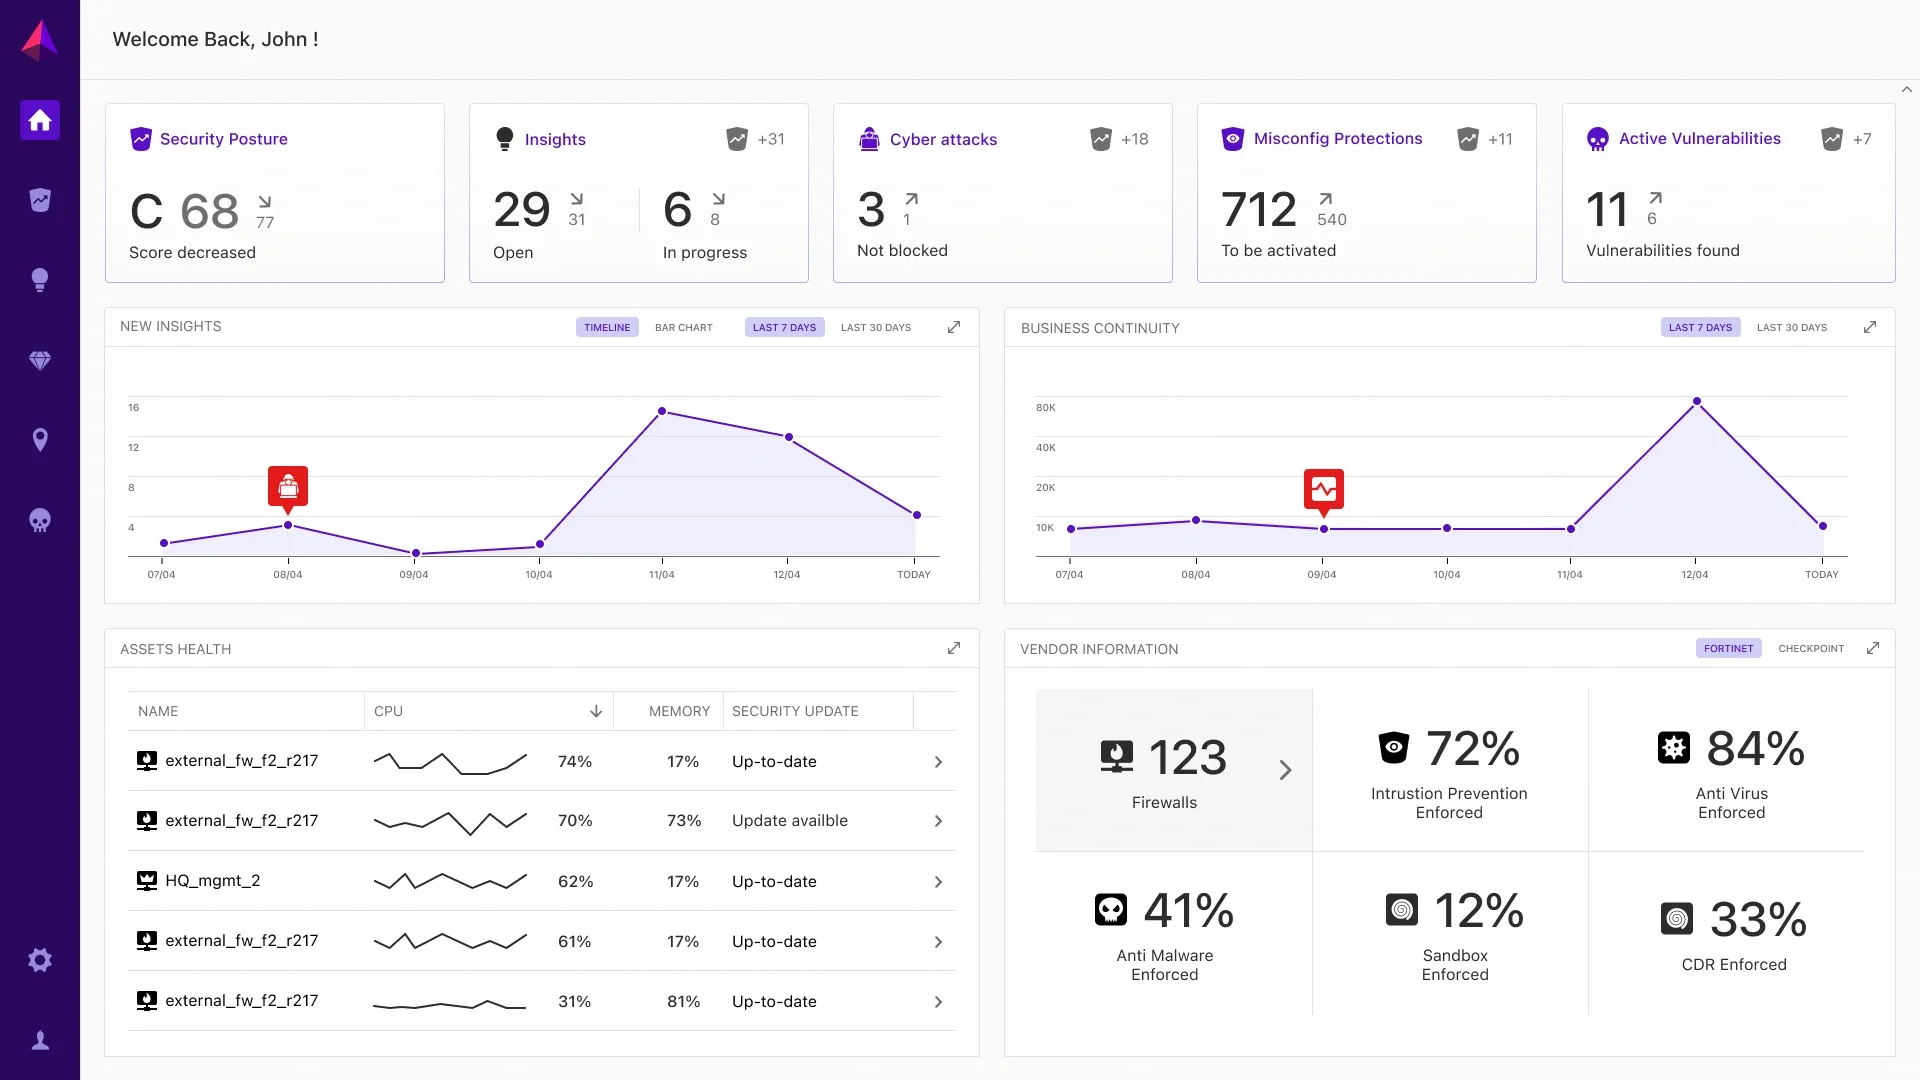 Welcome Back, John !
Security Posture
C 68 77
Score decreased
Insights +31
29 31 6 8
Open In progress
Cyber attacks +18
3 1
Not blocked
Misconfig Protections +11
712 540
To be activated
Active Vulnerabilities +7
11 6
Vulnerabilities found
NEW INSIGHTS TIMELINE BAR CHART LAST 7 DAYS LAST 30 DAYS
16
12
8
4
07/04 08/04 09/04 10/04 11/04 12/04 TODAY
BUSINESS CONTINUITY LAST 7 DAYS LAST 30 DAYS
80K
40K
20K
10K
07/04 08/04 09/04 10/04 11/04 12/04 TODAY
ASSETS HEALTH
NAME CPU MEMORY SECURITY UPDATE
external_fw_f2_r217 74% 17% Up-to-date
external_fw_f2_r217 70% 73% Update availble
HQ_mgmt_2 62% 17% Up-to-date
external_fw_f2_r217 61% 17% Up-to-date
external_fw_f2_r217 31% 81% Up-to-date
VENDOR INFORMATION FORTINET CHECKPOINT
123
Firewalls
72%
Intrustion Prevention
Enforced
84%
Anti Virus
Enforced
41%
Anti Malware
Enforced
12%
Sandbox
Enforced
33%
CDR Enforced